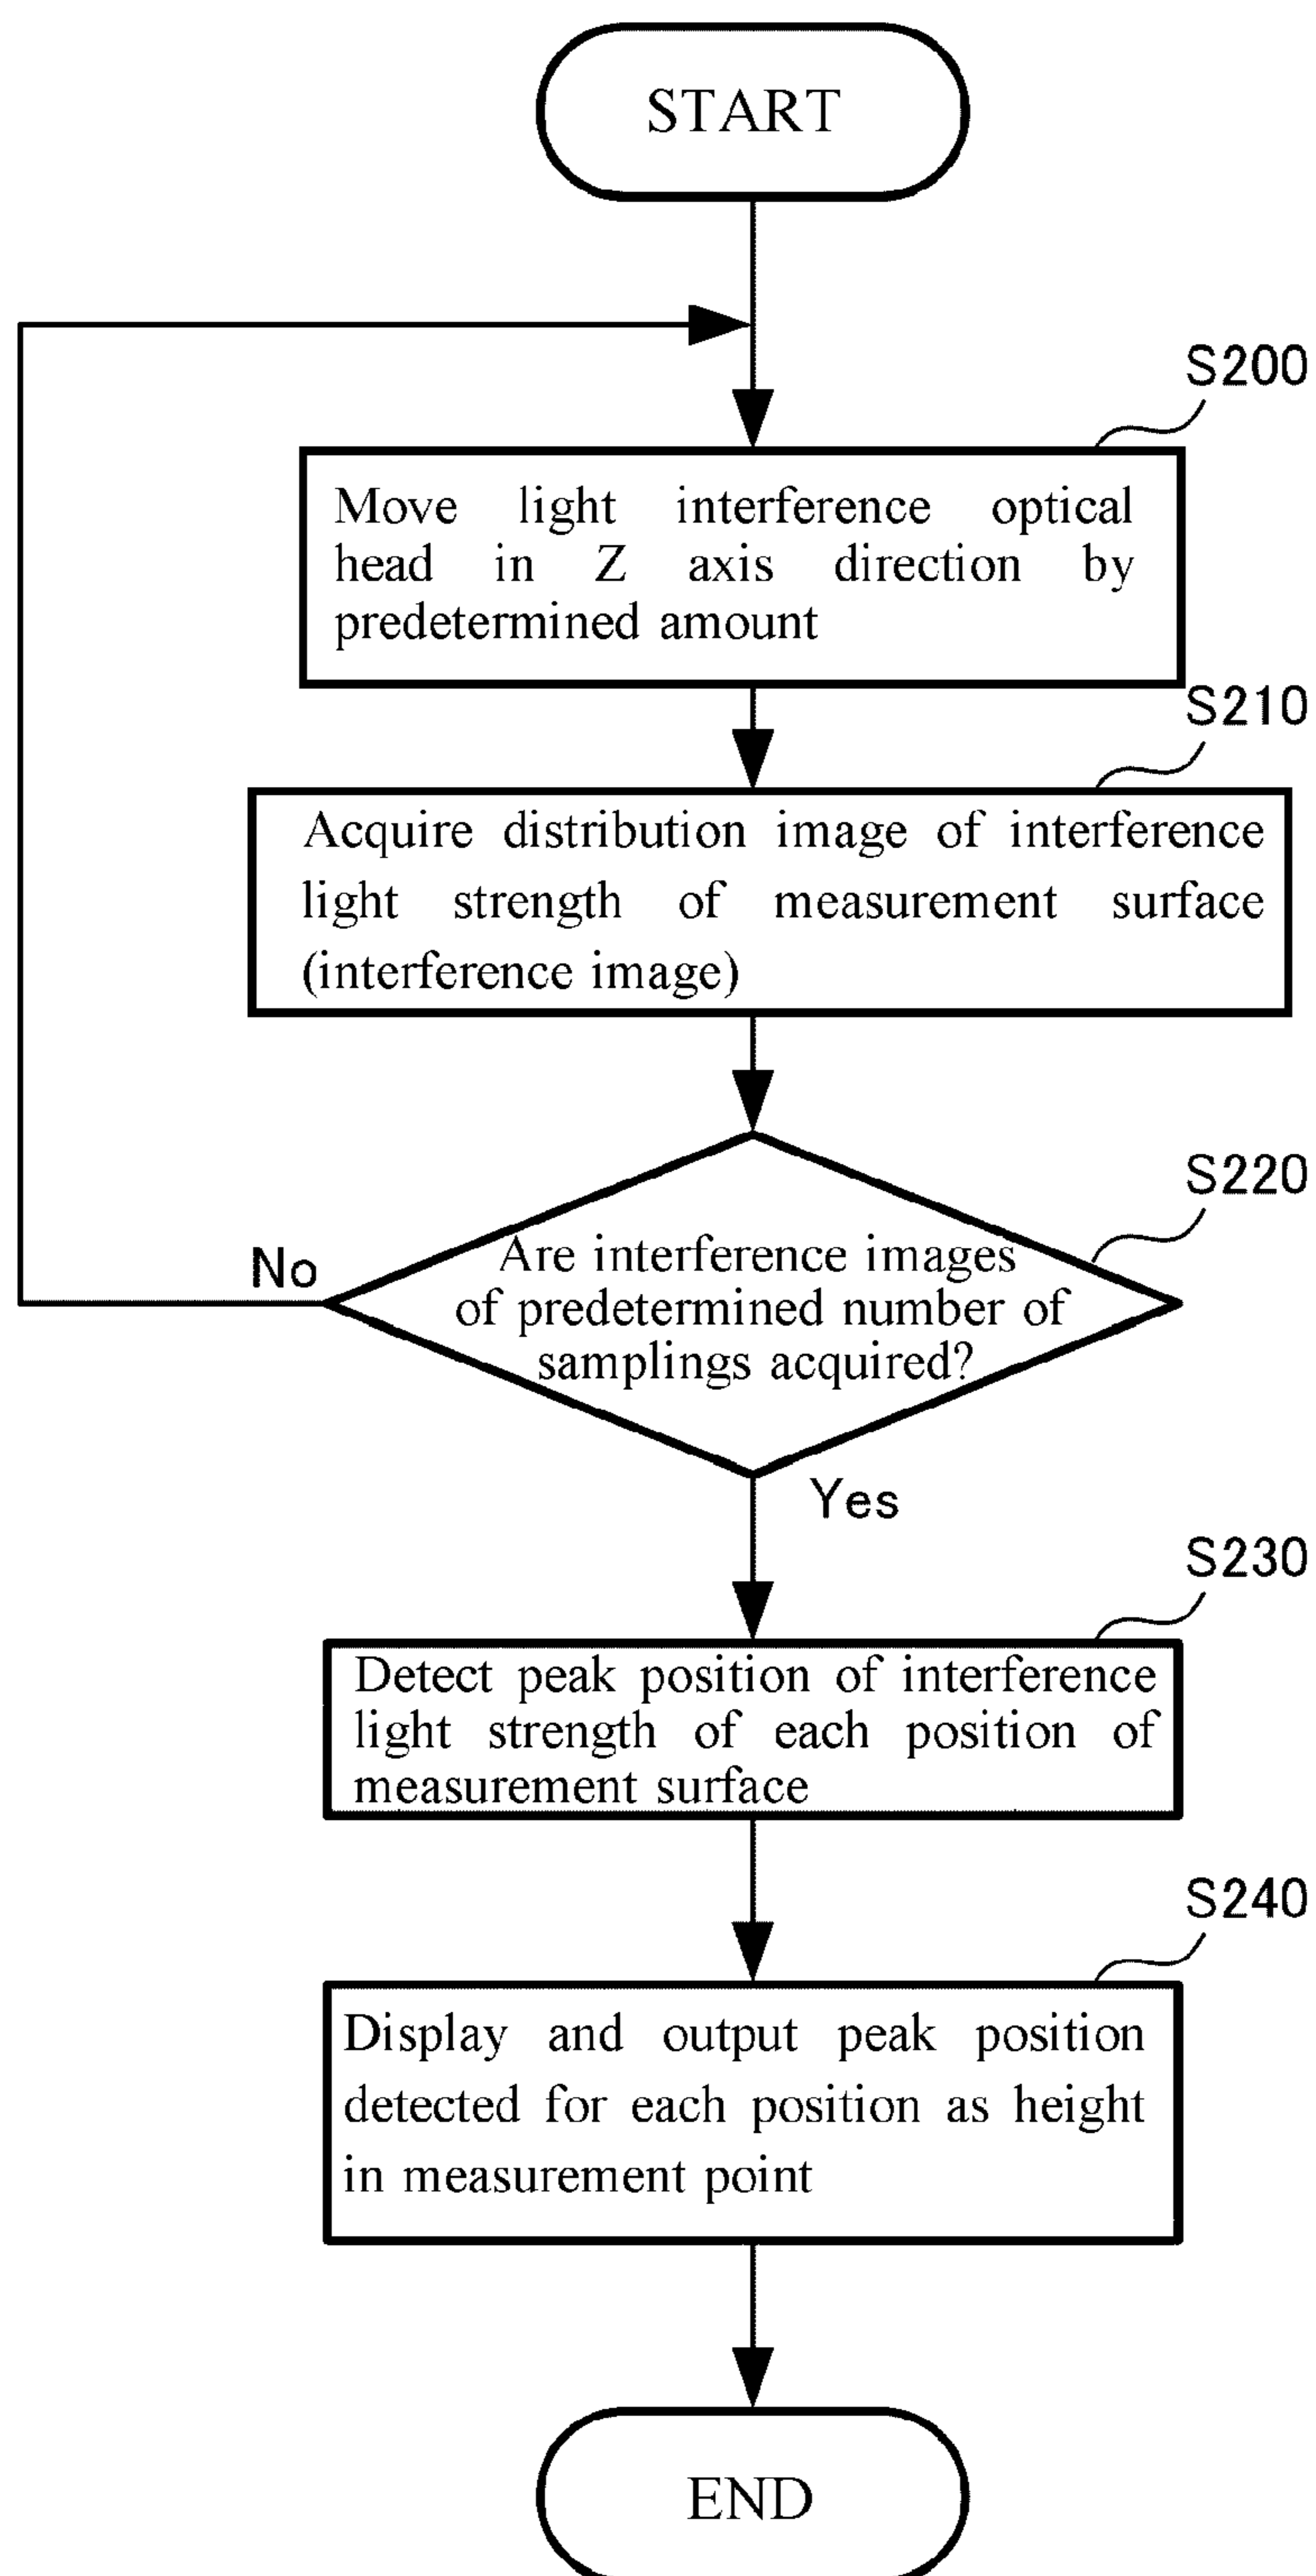 START
S200
Move light interference optical
head in Z axis direction by
predetermined amount
S210
Acquire distribution image of interference
light strength of measurement surface
(interference image)
S220
Are interference images
of predetermined number of
samplings acquired?
No
Yes
S230
Detect peak position of interference
light strength of each position of
measurement surface
S240
Display and output peak position
detected for each position as height
in measurement point
END